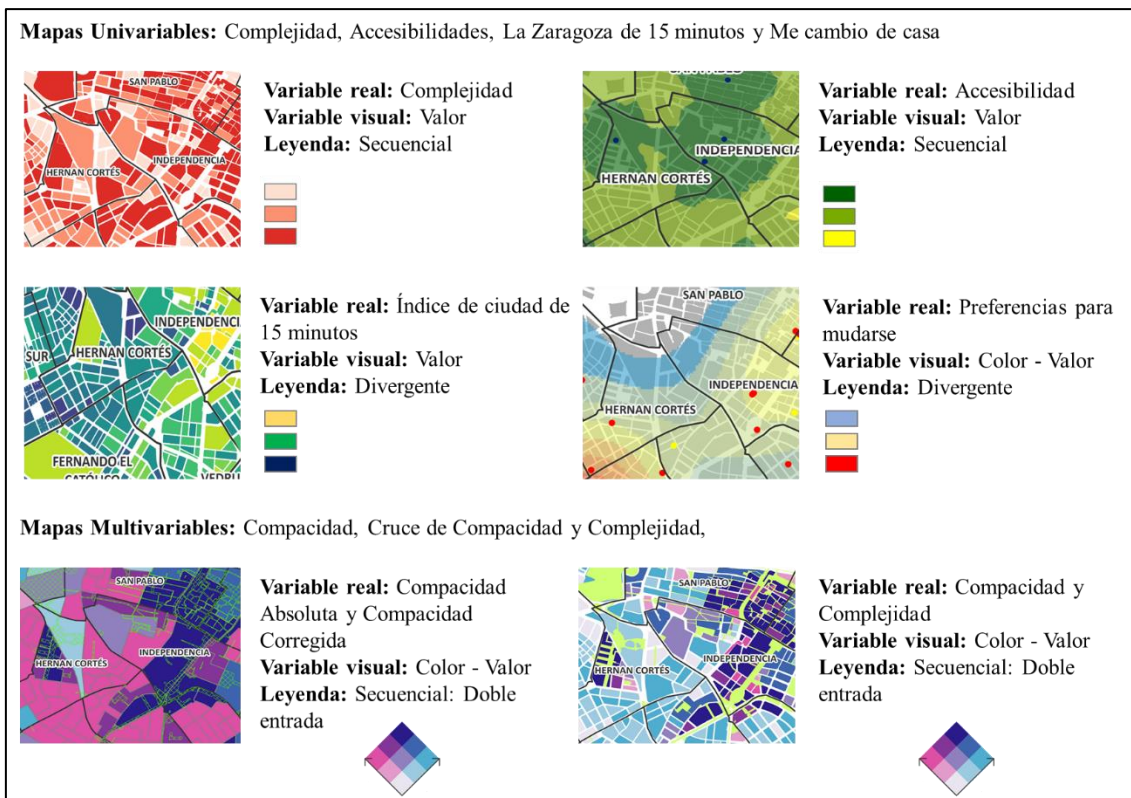 Mapas Univariables: Complejidad, Accesibilidades, La Zaragoza de 15 minutos y Me cambio de casa
SAN PABLO
INDEPENDENCIA
HERNAN CORTÉS
Variable real: Complejidad
Variable visual: Valor
Leyenda: Secuencial
SAN PABLO
INDEPENDENCIA
HERNAN CORTÉS
Variable real: Accesibilidad
Variable visual: Valor
Leyenda: Secuencial
INDEPENDENCIA
SUR
HERNAN CORTÉS
FERNANDO EL
CATÓLICO
VEDRU
Variable real: Índice de ciudad de
15 minutos
Variable visual: Valor
Leyenda: Divergente
SAN PABLO
INDEPENDENCIA
HERNAN CORTÉS
Variable real: Preferencias para
mudarse
Variable visual: Color - Valor
Leyenda: Divergente
Mapas Multivariables: Compacidad, Cruce de Compacidad y Complejidad,
SAN PABLO
HERNAN CORTÉS
INDEPENDENCIA
Variable real: Compacidad
Absoluta y Compacidad
Corregida
Variable visual: Color - Valor
Leyenda: Secuencial: Doble
entrada
SAN PABLO
HERNAN CORTÉS
INDEPENDENCIA
Variable real: Compacidad y
Complejidad
Variable visual: Color - Valor
Leyenda: Secuencial: Doble
entrada